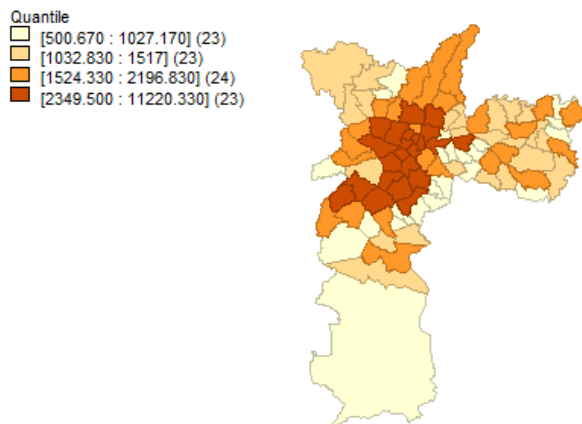 Quantile
[500.670 : 1027.170] (23)
[1032.830 : 1517] (23)
[1524.330 : 2196.830] (24)
[2349.500 : 11220.330] (23)